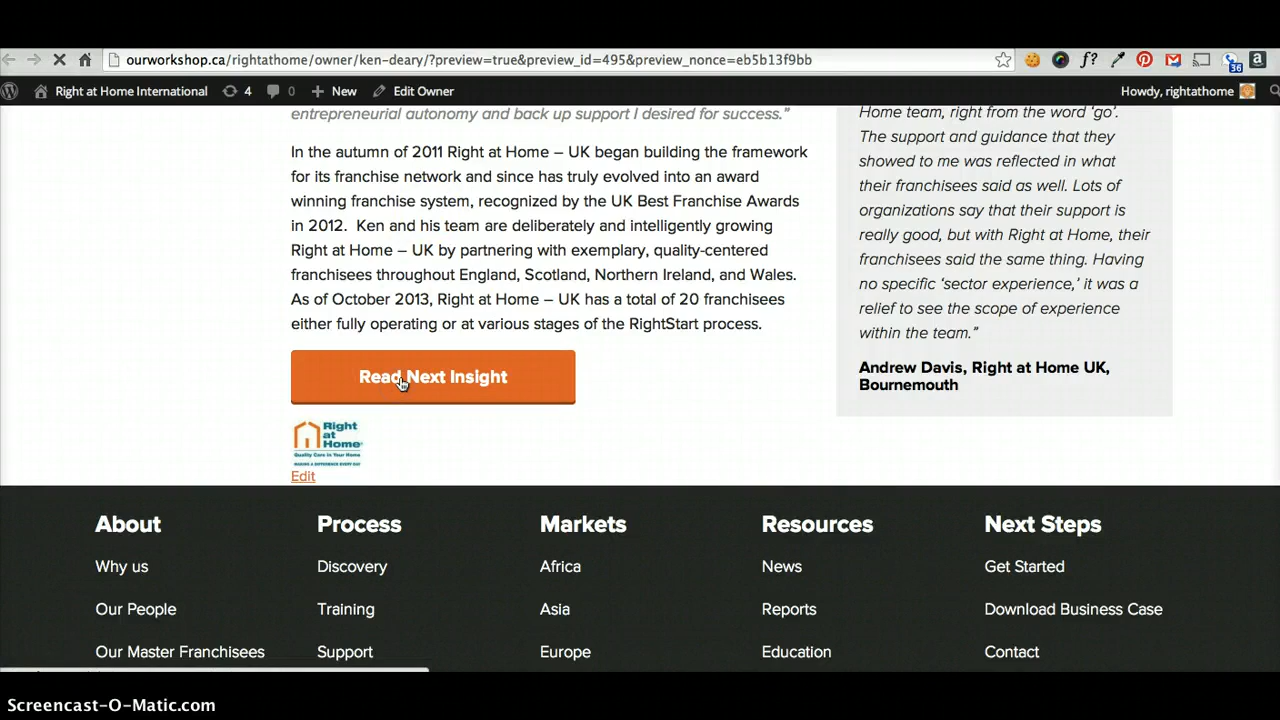 ourworkshop.ca/rightathome/owner/ken-deary/?preview=true&preview_id=495&preview_nonce=eb5b13f9bb
f?
36
Right at Home International
4
0
New
Edit Owner
Howdy, rightathome
entrepreneurial autonomy and back up support I desired for success.”
In the autumn of 2011 Right at Home – UK began building the framework
for its franchise network and since has truly evolved into an award
winning franchise system, recognized by the UK Best Franchise Awards
in 2012. Ken and his team are deliberately and intelligently growing
Right at Home – UK by partnering with exemplary, quality-centered
franchisees throughout England, Scotland, Northern Ireland, and Wales.
As of October 2013, Right at Home – UK has a total of 20 franchisees
either fully operating or at various stages of the RightStart process.
Read Next Insight
Right
at
Home
Quality Care in Your Home
MAKING A DIFFERENCE EVERY DAY
Edit
Home team, right from the word ‘go’.
The support and guidance that they
showed to me was reflected in what
their franchisees said as well. Lots of
organizations say that their support is
really good, but with Right at Home, their
franchisees said the same thing. Having
no specific ‘sector experience,’ it was a
relief to see the scope of experience
within the team.”
Andrew Davis, Right at Home UK,
Bournemouth
About
Why us
Our People
Our Master Franchisees
Process
Discovery
Training
Support
Markets
Africa
Asia
Europe
Resources
News
Reports
Education
Next Steps
Get Started
Download Business Case
Contact
Screencast-O-Matic.com